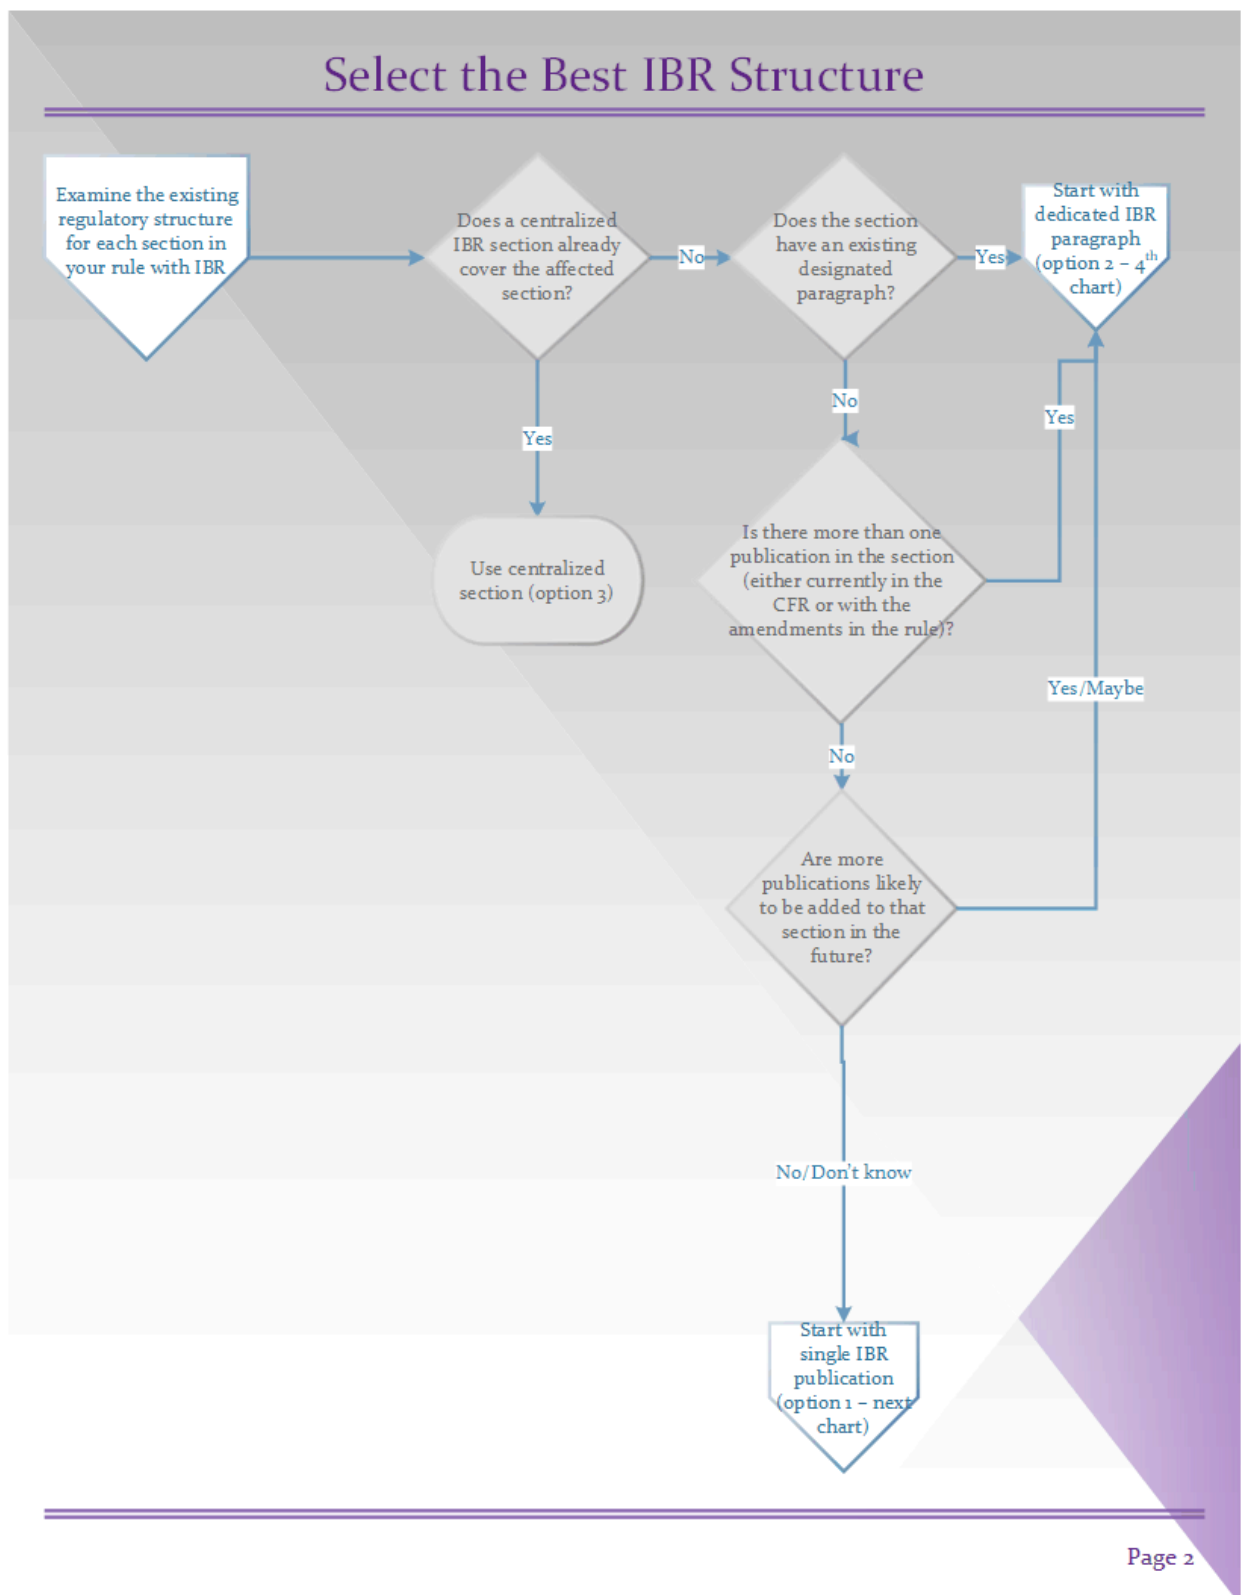 Select the Best IBR Structure
Examine the existing
regulatory structure
for each section in
your rule with IBR
Does a centralized
IBR section already
cover the affected
section?
No
Does the section
have an existing
designated
paragraph?
Yes
Start with
dedicated IBR
paragraph
(option 2 – 4th
chart)
Yes
Use centralized
section (option 3)
No
Is there more than one
publication in the section
(either currently in the
CFR or with the
amendments in the rule)?
Yes
No
Are more
publications likely
to be added to that
section in the
future?
Yes/Maybe
No/Don't know
Start with
single IBR
publication
(option 1 – next
chart)
Page 2